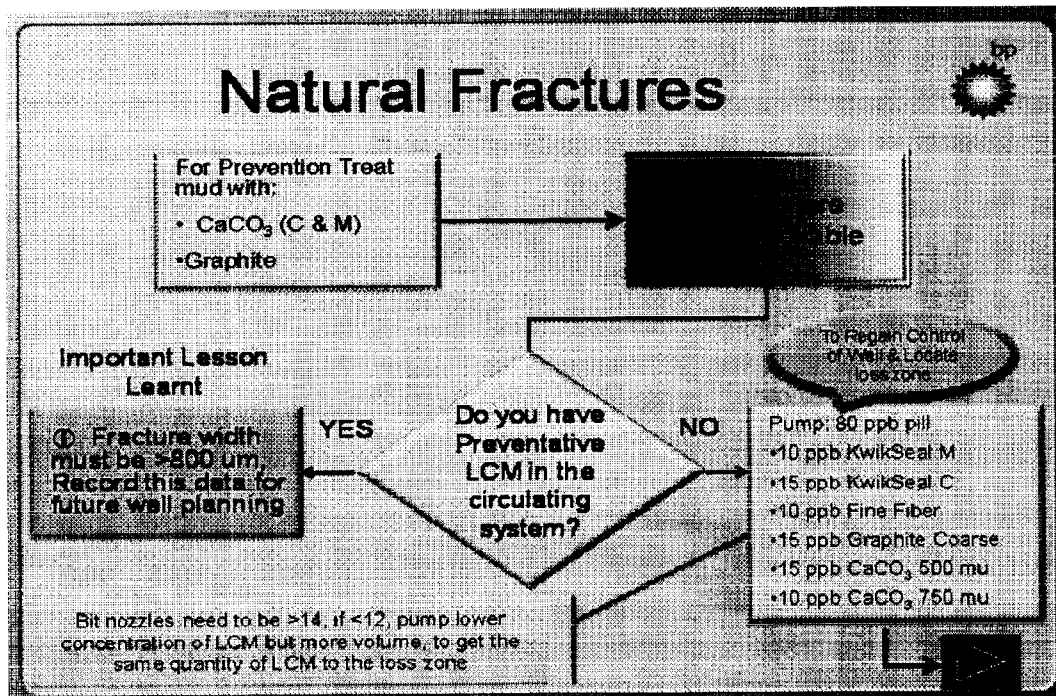 bp
Natural Fractures
For Prevention Treat
mud with:
• CaCO₃ (C & M)
•Graphite
To Regain Control
of Well & Locate
loss zone
Important Lesson
Learnt
① Fracture width
must be >800 um,
Record this data for
future well planning
YES
Do you have
Preventative
LCM in the
circulating
system?
NO
Pump: 80 ppb pill
•10 ppb KwikSeal M
•15 ppb KwikSeal C
•10 ppb Fine Fiber
•15 ppb Graphite Coarse
•15 ppb CaCO₃ 500 mu
•10 ppb CaCO₃ 750 mu
Bit nozzles need to be >14, if <12, pump lower
concentration of LCM but more volume, to get the
same quantity of LCM to the loss zone